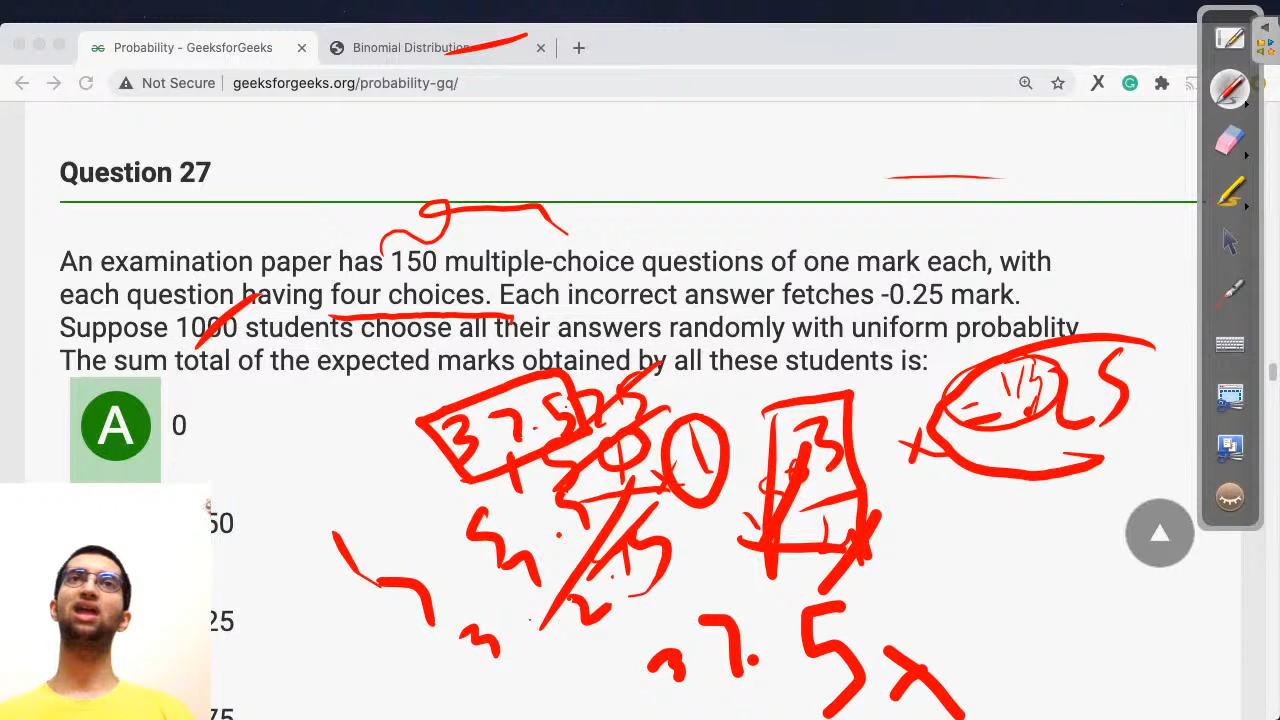 Probability - GeeksforGeeks
Binomial Distribution
Not Secure
geeksforgeeks.org/probability-gq/
Question 27
An examination paper has 150 multiple-choice questions of one mark each, with
each question having four choices. Each incorrect answer fetches -0.25 mark.
Suppose 1000 students choose all their answers randomly with uniform probablity
The sum total of the expected marks obtained by all these students is:
A
0
50
25
75
37.5
37.5 x